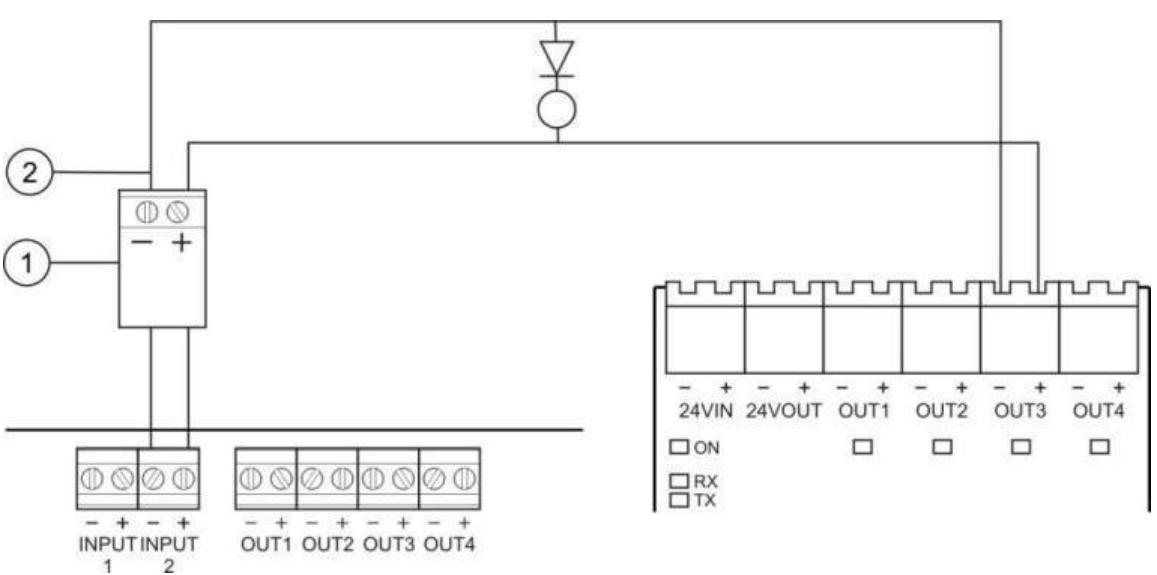 2
− +
1
− + − + − + − + − + − +
24VIN 24VOUT OUT1 OUT2 OUT3 OUT4
ON
RX
TX
− + − + − + − + − + − +
INPUT INPUT OUT1 OUT2 OUT3 OUT4
1 2